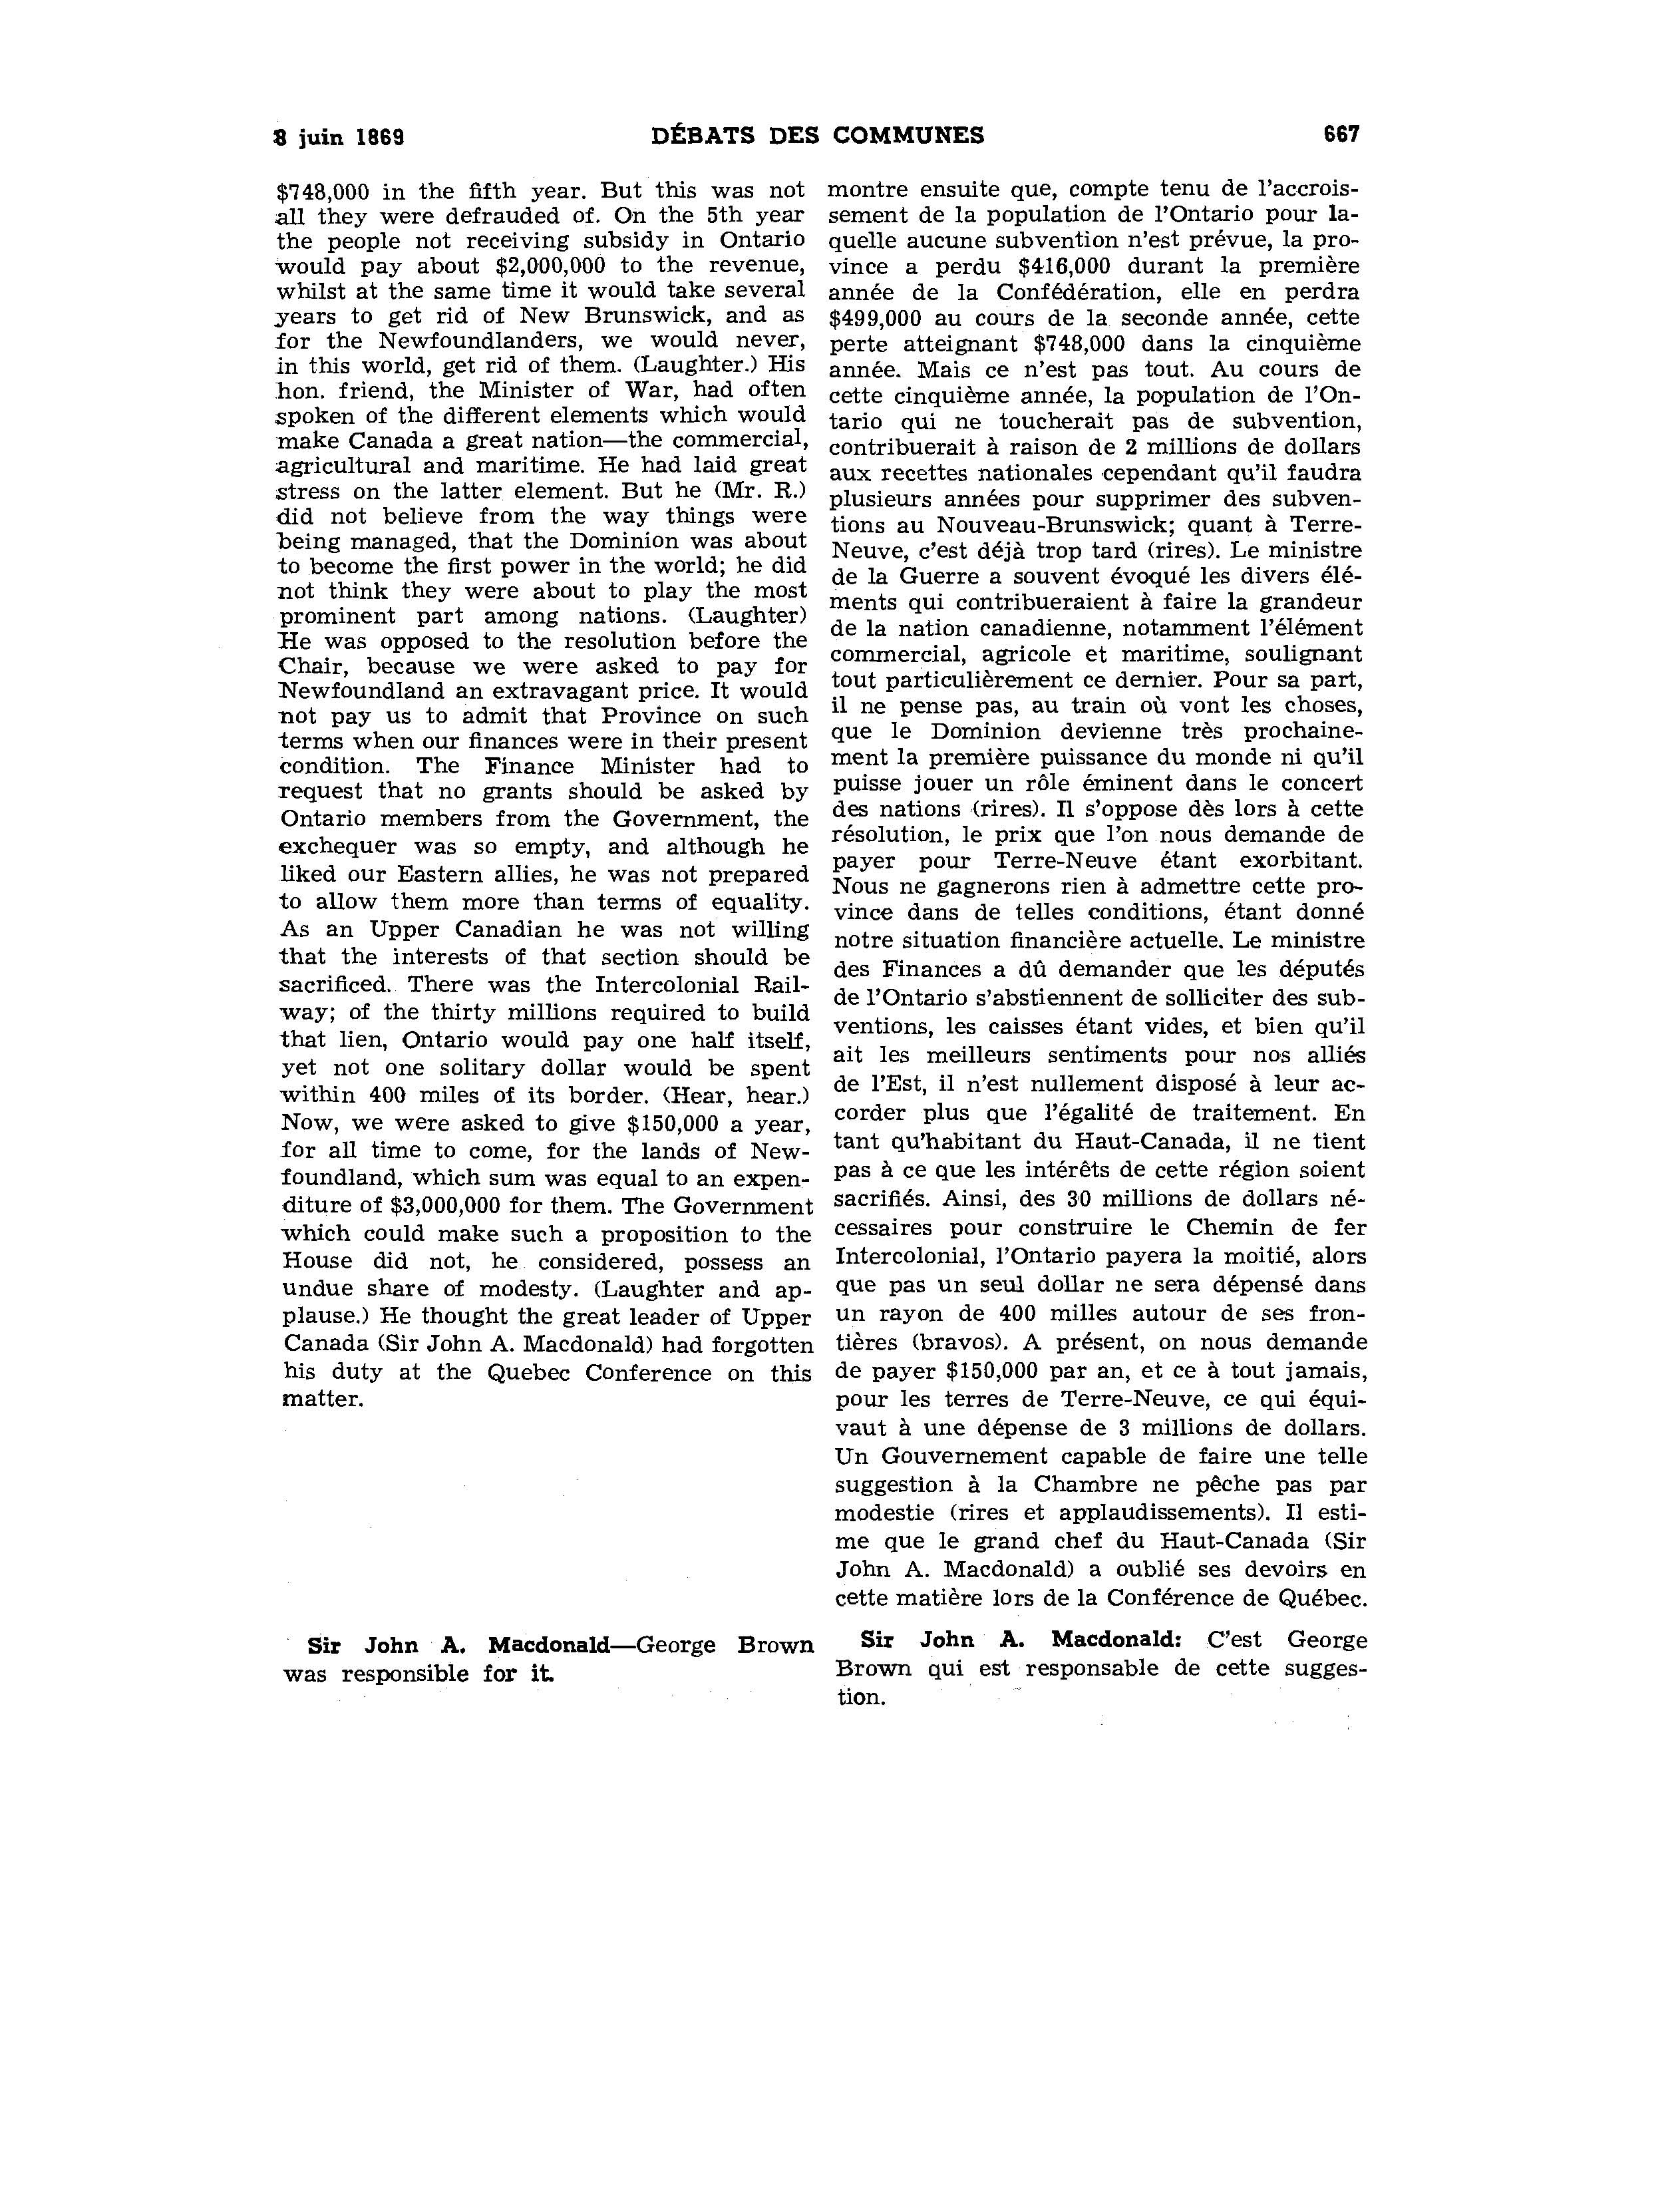 8 juin 1869 DÉBATS DES COMMUNES 667
$748,000 in the fifth year. But this was not
all they were defrauded of. On the 5th year
the people not receiving subsidy in Ontario
would pay about $2,000,000 to the revenue,
whilst at the same time it would take several
years to get rid of New Brunswick, and as
for the Newfoundlanders, we would never,
in this world, get rid of them. (Laughter.) His
hon. friend, the Minister of War, had often
spoken of the different elements which would
make Canada a great nation—the commercial,
agricultural and maritime. He had laid great
stress on the latter element. But he (Mr. R.)
did not believe from the way things were
being managed, that the Dominion was about
to become the first power in the world; he did
not think they were about to play the most
prominent part among nations. (Laughter)
He was opposed to the resolution before the
Chair, because we were asked to pay for
Newfoundland an extravagant price. It would
not pay us to admit that Province on such
terms when our finances were in their present
condition. The Finance Minister had to
request that no grants should be asked by
Ontario members from the Government, the
exchequer was so empty, and although he
liked our Eastern allies, he was not prepared
to allow them more than terms of equality.
As an Upper Canadian he was not willing
that the interests of that section should be
sacrificed. There was the Intercolonial Rail-
way; of the thirty millions required to build
that lien, Ontario would pay one half itself,
yet not one solitary dollar would be spent
within 400 miles of its border. (Hear, hear.)
Now, we were asked to give $150,000 a year,
for all time to come, for the lands of New-
foundland, which sum was equal to an expen-
diture of $3,000,000 for them. The Government
which could make such a proposition to the
House did not, he considered, possess an
undue share of modesty. (Laughter and ap-
plause.) He thought the great leader of Upper
Canada (Sir John A. Macdonald) had forgotten
his duty at the Quebec Conference on this
matter.
Sir John A. Macdonald—George Brown
was responsible for it.
montre ensuite que, compte tenu de l'accrois-
sement de la population de l'Ontario pour la-
quelle aucune subvention n'est prévue, la pro-
vince a perdu $416,000 durant la première
année de la Confédération, elle en perdra
$499,000 au cours de la seconde année, cette
perte atteignant $748,000 dans la cinquième
année. Mais ce n'est pas tout. Au cours de
cette cinquième année, la population de l'On-
tario qui ne toucherait pas de subvention,
contribuerait à raison de 2 millions de dollars
aux recettes nationales cependant qu'il faudra
plusieurs années pour supprimer des subven-
tions au Nouveau-Brunswick; quant à Terre-
Neuve, c'est déjà trop tard (rires). Le ministre
de la Guerre a souvent évoqué les divers élé-
ments qui contribueraient à faire la grandeur
de la nation canadienne, notamment l'élément
commercial, agricole et maritime, soulignant
tout particulièrement ce dernier. Pour sa part,
il ne pense pas, au train où vont les choses,
que le Dominion devienne très prochaine-
ment la première puissance du monde ni qu'il
puisse jouer un rôle éminent dans le concert
des nations (rires). Il s'oppose dès lors à cette
résolution, le prix que l'on nous demande de
payer pour Terre-Neuve étant exorbitant.
Nous ne gagnerons rien à admettre cette pro-
vince dans de telles conditions, étant donné
notre situation financière actuelle. Le ministre
des Finances a dû demander que les députés
de l'Ontario s'abstiennent de solliciter des sub-
ventions, les caisses étant vides, et bien qu'il
ait les meilleurs sentiments pour nos alliés
de l'Est, il n'est nullement disposé à leur ac-
corder plus que l'égalité de traitement. En
tant qu'habitant du Haut-Canada, il ne tient
pas à ce que les intérêts de cette région soient
sacrifiés. Ainsi, des 30 millions de dollars né-
cessaires pour construire le Chemin de fer
Intercolonial, l'Ontario payera la moitié, alors
que pas un seul dollar ne sera dépensé dans
un rayon de 400 milles autour de ses fron-
tières (bravos). A présent, on nous demande
de payer $150,000 par an, et ce à tout jamais,
pour les terres de Terre-Neuve, ce qui équi-
vaut à une dépense de 3 millions de dollars.
Un Gouvernement capable de faire une telle
suggestion à la Chambre ne pêche pas par
modestie (rires et applaudissements). Il esti-
me que le grand chef du Haut-Canada (Sir
John A. Macdonald) a oublié ses devoirs en
cette matière lors de la Conférence de Québec.
Sir John A. Macdonald: C'est George
Brown qui est responsable de cette sugges-
tion.